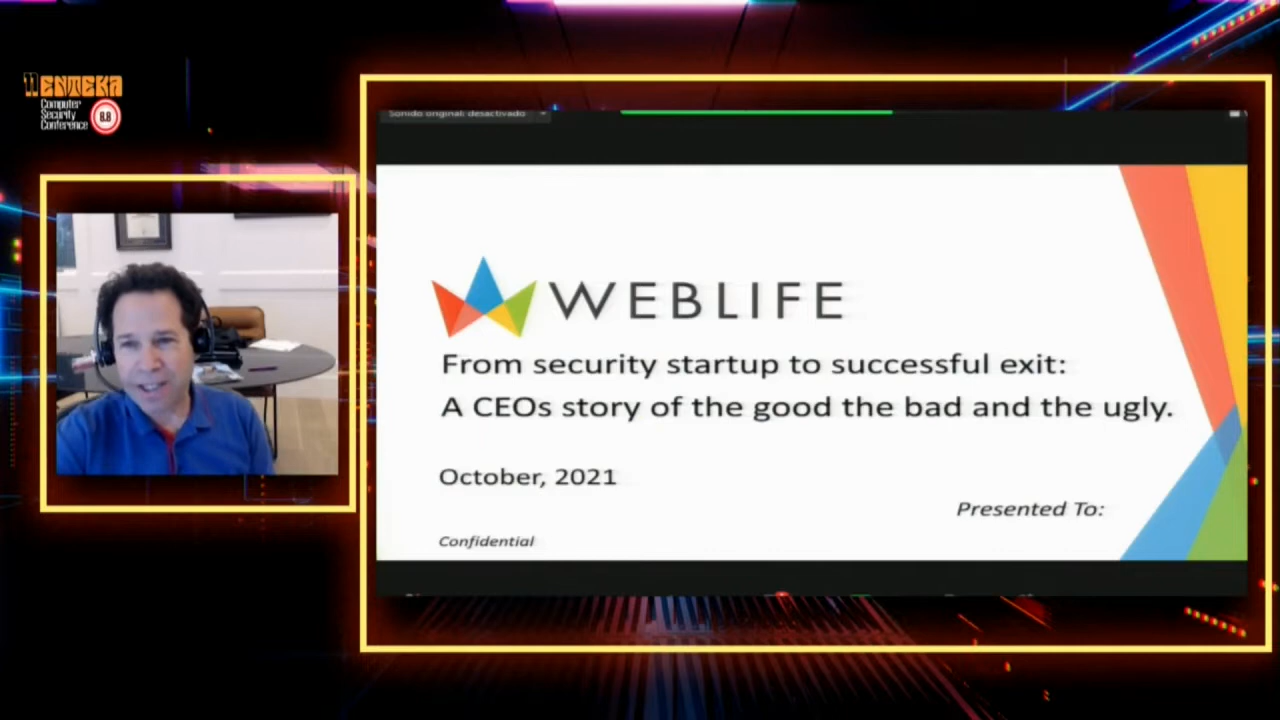 11ENTEKA
Computer
Security
Conference
8.8
Sonido original: desactivado
WEBLIFE
From security startup to successful exit:
A CEOs story of the good the bad and the ugly.
October, 2021
Presented To:
Confidential